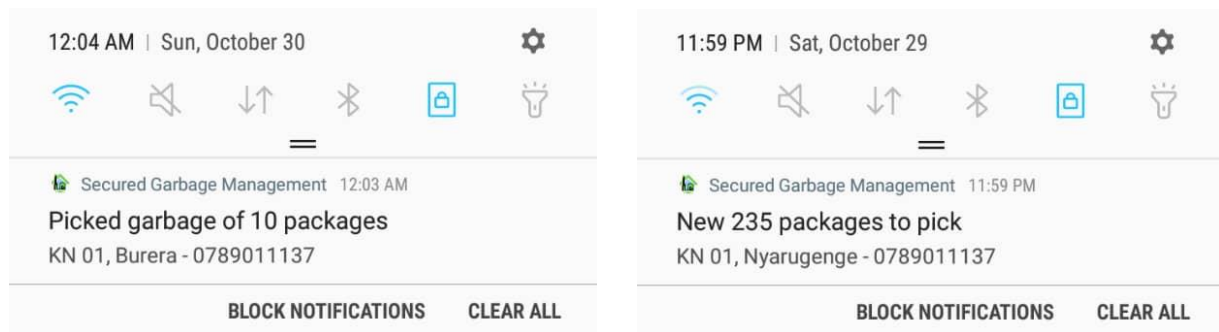 12:04 AM | Sun, October 30
Secured Garbage Management 12:03 AM
Picked garbage of 10 packages
KN 01, Burera - 0789011137
BLOCK NOTIFICATIONS CLEAR ALL
11:59 PM | Sat, October 29
Secured Garbage Management 11:59 PM
New 235 packages to pick
KN 01, Nyarugenge - 0789011137
BLOCK NOTIFICATIONS CLEAR ALL